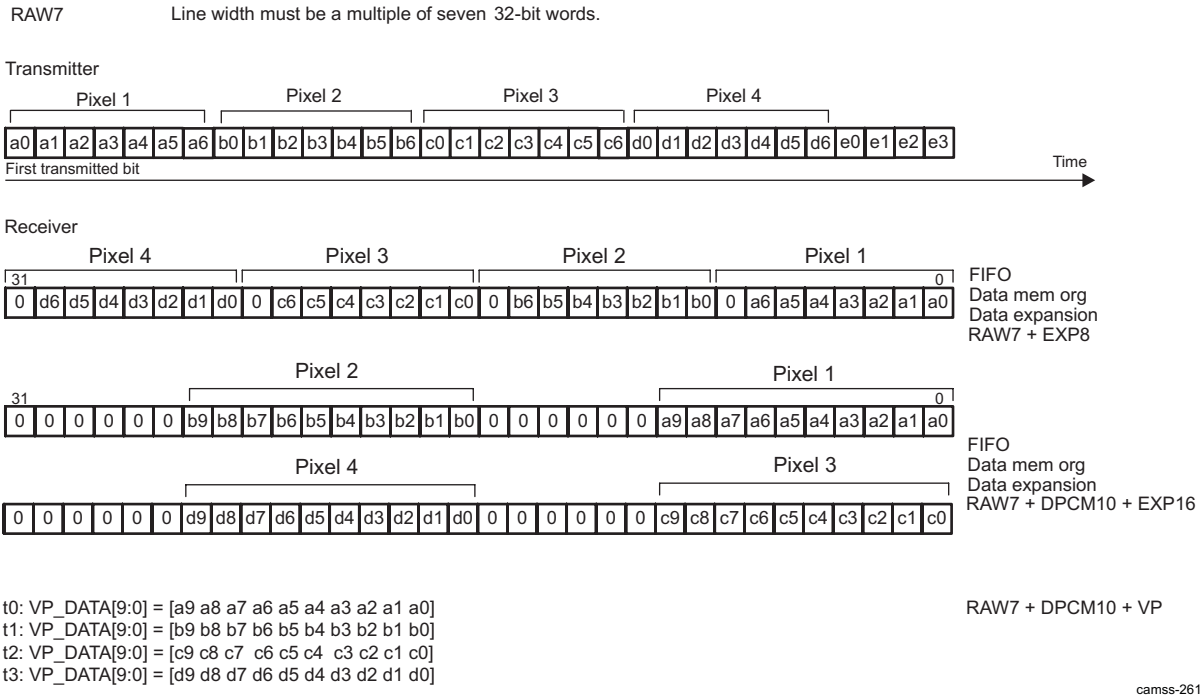 RAW7 Line width must be a multiple of seven 32-bit words.
Transmitter
Pixel 1 Pixel 2 Pixel 3 Pixel 4
a0 a1 a2 a3 a4 a5 a6 b0 b1 b2 b3 b4 b5 b6 c0 c1 c2 c3 c4 c5 c6 d0 d1 d2 d3 d4 d5 d6 e0 e1 e2 e3
First transmitted bit Time
Receiver
Pixel 4 Pixel 3 Pixel 2 Pixel 1
31 0
0 d6 d5 d4 d3 d2 d1 d0 0 c6 c5 c4 c3 c2 c1 c0 0 b6 b5 b4 b3 b2 b1 b0 0 a6 a5 a4 a3 a2 a1 a0
FIFO
Data mem org
Data expansion
RAW7 + EXP8
Pixel 2 Pixel 1
31 0
0 0 0 0 0 0 b9 b8 b7 b6 b5 b4 b3 b2 b1 b0 0 0 0 0 0 0 a9 a8 a7 a6 a5 a4 a3 a2 a1 a0
Pixel 4 Pixel 3
0 0 0 0 0 0 d9 d8 d7 d6 d5 d4 d3 d2 d1 d0 0 0 0 0 0 0 c9 c8 c7 c6 c5 c4 c3 c2 c1 c0
FIFO
Data mem org
Data expansion
RAW7 + DPCM10 + EXP16
t0: VP_DATA[9:0] = [a9 a8 a7 a6 a5 a4 a3 a2 a1 a0] RAW7 + DPCM10 + VP
t1: VP_DATA[9:0] = [b9 b8 b7 b6 b5 b4 b3 b2 b1 b0]
t2: VP_DATA[9:0] = [c9 c8 c7 c6 c5 c4 c3 c2 c1 c0]
t3: VP_DATA[9:0] = [d9 d8 d7 d6 d5 d4 d3 d2 d1 d0]
camss-261